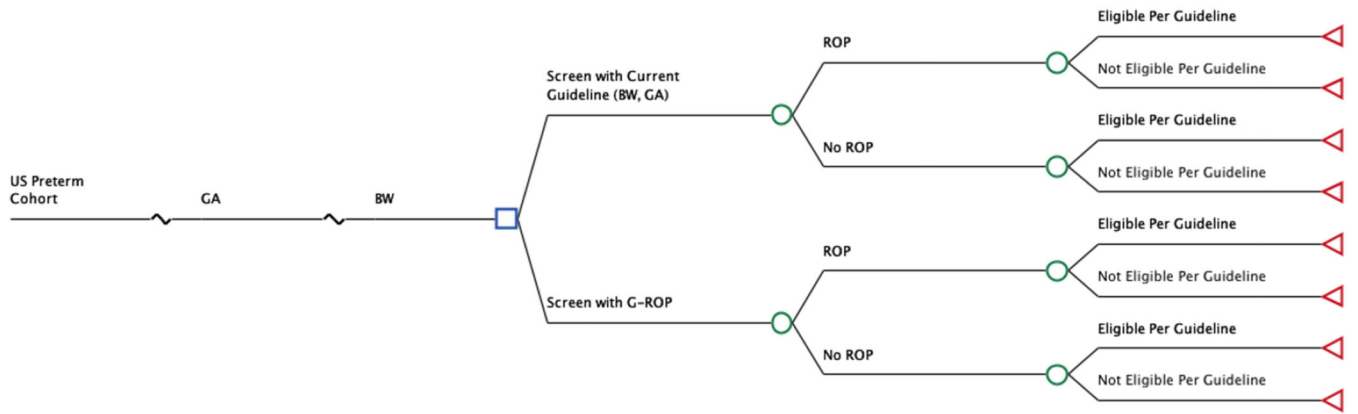 US Preterm
Cohort
GA
BW
Screen with Current
Guideline (BW, GA)
ROP
Eligible Per Guideline
Not Eligible Per Guideline
No ROP
Eligible Per Guideline
Not Eligible Per Guideline
Screen with G-ROP
ROP
Eligible Per Guideline
Not Eligible Per Guideline
No ROP
Eligible Per Guideline
Not Eligible Per Guideline